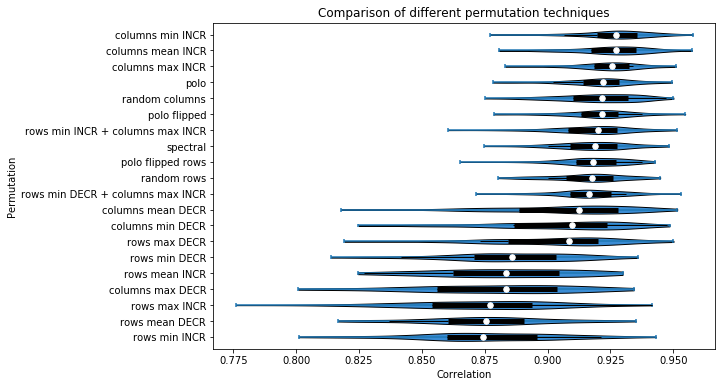 Comparison of different permutation techniques
columns min INCR
columns mean INCR
columns max INCR
polo
random columns
polo flipped
rows min INCR + columns max INCR
spectral
polo flipped rows
random rows
rows min DECR + columns max INCR
columns mean DECR
columns min DECR
rows max DECR
rows min DECR
rows mean INCR
columns max DECR
rows max INCR
rows mean DECR
rows min INCR
Permutation
0.775 0.800 0.825 0.850 0.875 0.900 0.925 0.950
Correlation